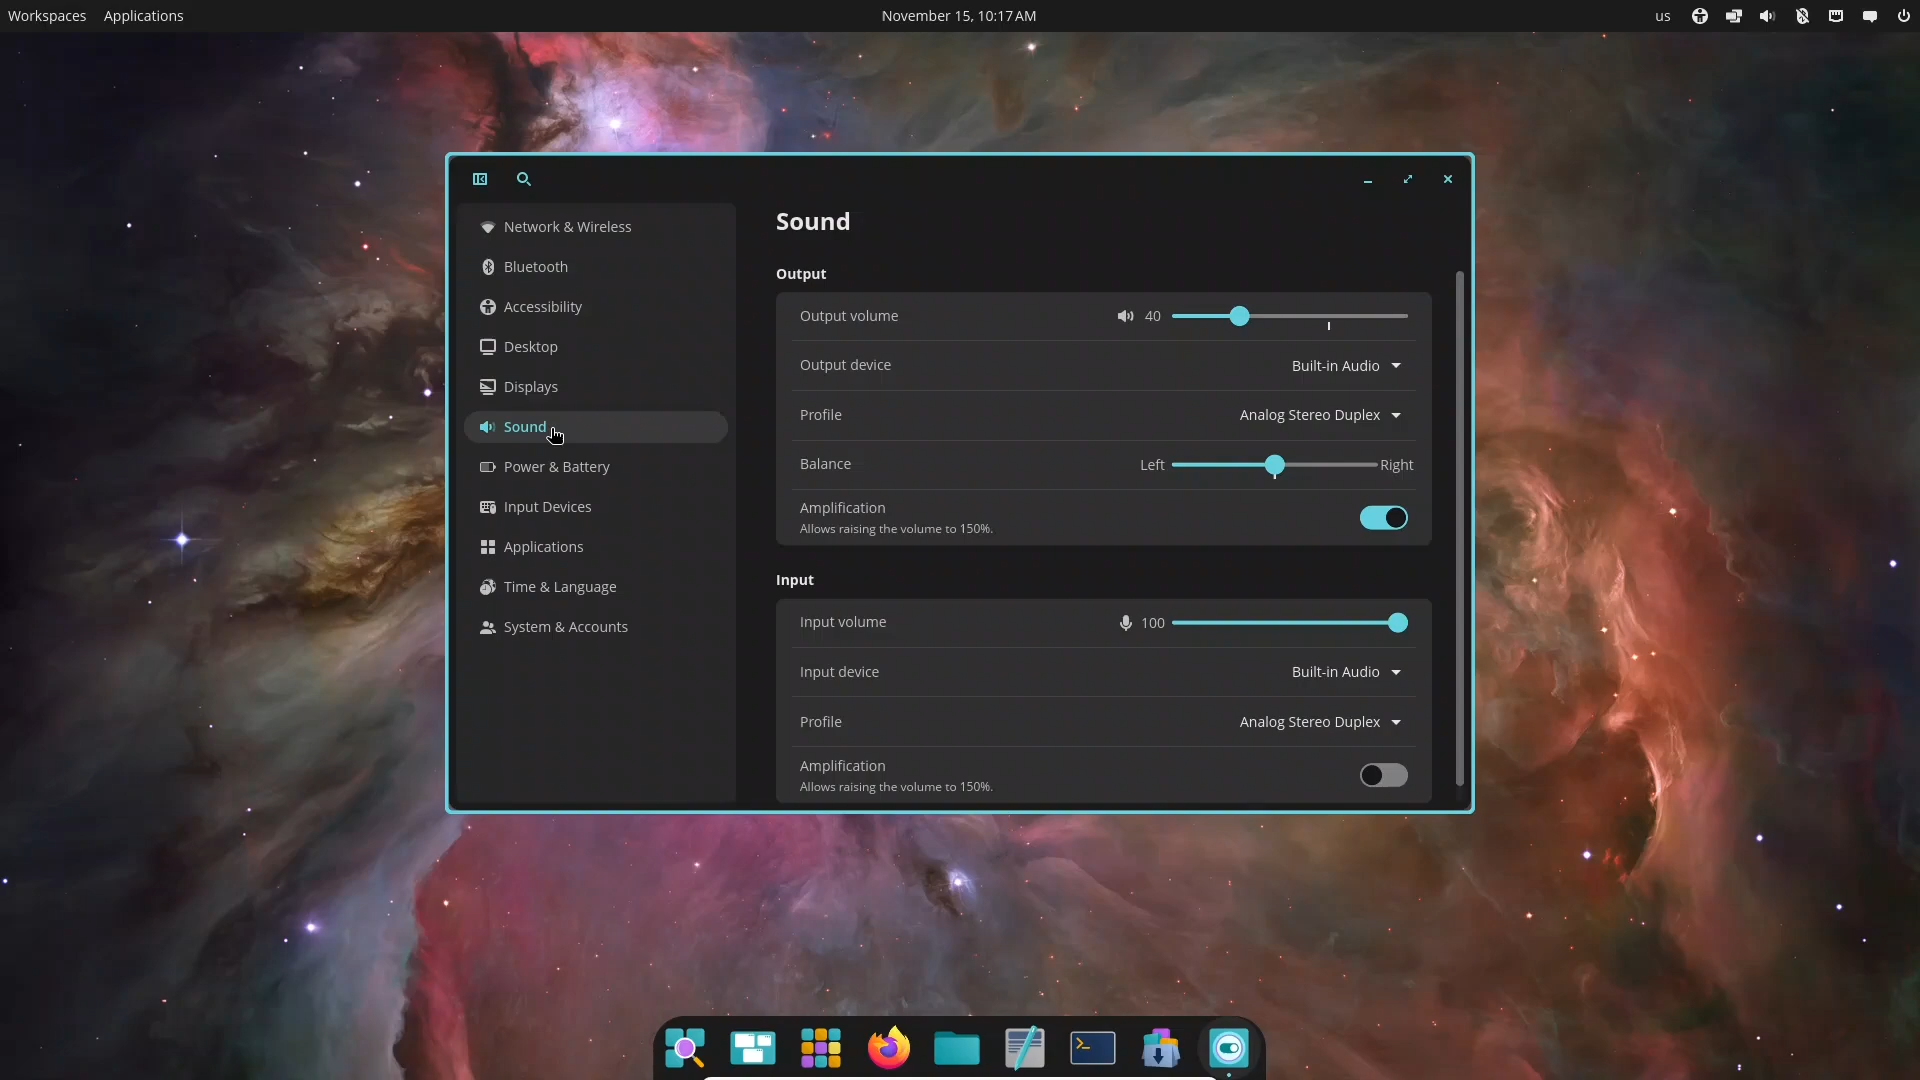 Workspaces Applications November 15, 10:17 AM us
Sound
Network & Wireless
Bluetooth
Accessibility
Desktop
Displays
Sound
Power & Battery
Input Devices
Applications
Time & Language
System & Accounts
Output
Output volume 40
Output device Built-in Audio
Profile Analog Stereo Duplex
Balance Left Right
Amplification
Allows raising the volume to 150%.
Input
Input volume 100
Input device Built-in Audio
Profile Analog Stereo Duplex
Amplification
Allows raising the volume to 150%.